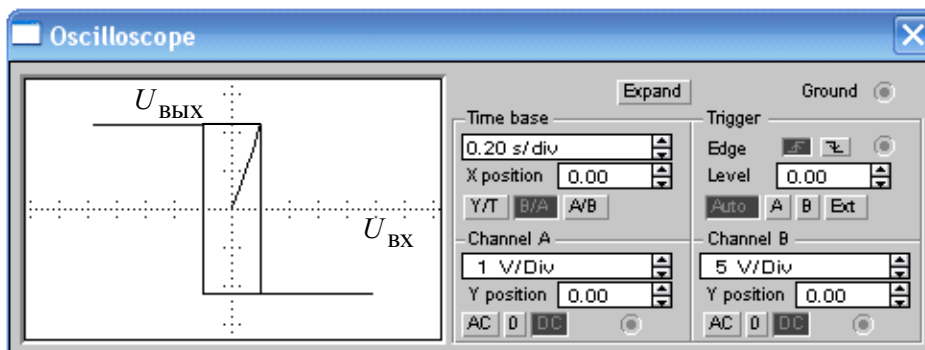 Oscilloscope
U вых
U вх
Expand
Ground
Time base
0.20 s/div
X position 0.00
Y/T B/A A/B
Trigger
Edge
Level 0.00
Auto A B Ext
Channel A
1 V/Div
Y position 0.00
AC 0 DC
Channel B
5 V/Div
Y position 0.00
AC 0 DC